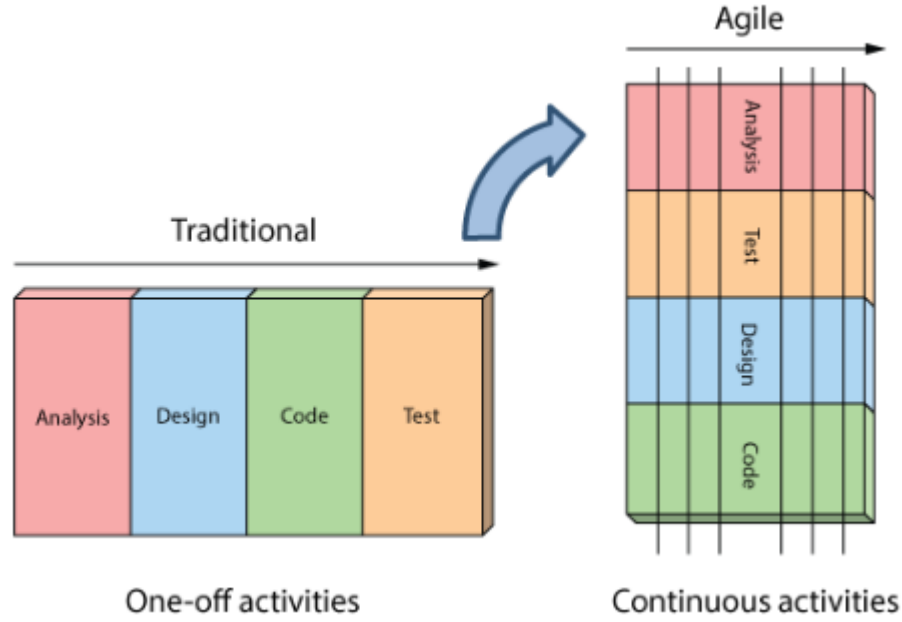 Agile
Analysis
Test
Design
Code
Traditional
Analysis Design Code Test
One-off activities
Continuous activities